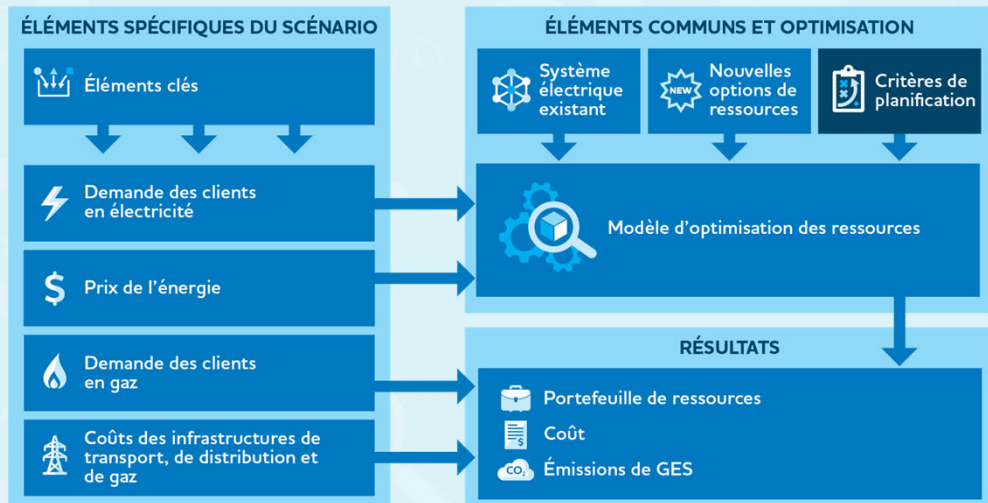 ÉLÉMENTS SPÉCIFIQUES DU SCÉNARIO
Éléments clés
Demande des clients
en électricité
$
Prix de l’énergie
Demande des clients
en gaz
Coûts des infrastructures de
transport, de distribution et
de gaz
ÉLÉMENTS COMMUNS ET OPTIMISATION
Système
électrique
existant
NEW
Nouvelles
options de
ressources
Critères de
planification
Modèle d’optimisation des ressources
RÉSULTATS
Portefeuille de ressources
$
Coût
CO₂
Émissions de GES